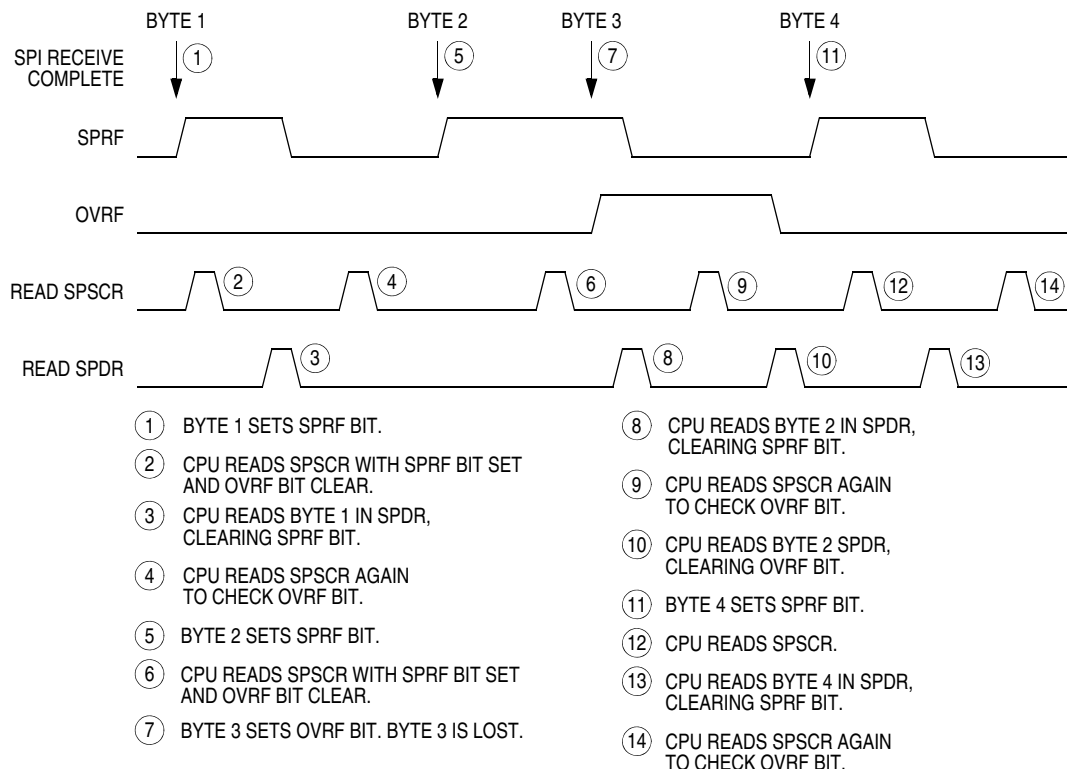 BYTE 1 BYTE 2 BYTE 3 BYTE 4
SPI RECEIVE
COMPLETE
1 5 7 11
SPRF
OVRF
READ SPSCR
2 4 6 9 12 14
READ SPDR
3 8 10 13
1 BYTE 1 SETS SPRF BIT.
2 CPU READS SPSCR WITH SPRF BIT SET
AND OVRF BIT CLEAR.
3 CPU READS BYTE 1 IN SPDR,
CLEARING SPRF BIT.
4 CPU READS SPSCR AGAIN
TO CHECK OVRF BIT.
5 BYTE 2 SETS SPRF BIT.
6 CPU READS SPSCR WITH SPRF BIT SET
AND OVRF BIT CLEAR.
7 BYTE 3 SETS OVRF BIT. BYTE 3 IS LOST.
8 CPU READS BYTE 2 IN SPDR,
CLEARING SPRF BIT.
9 CPU READS SPSCR AGAIN
TO CHECK OVRF BIT.
10 CPU READS BYTE 2 SPDR,
CLEARING OVRF BIT.
11 BYTE 4 SETS SPRF BIT.
12 CPU READS SPSCR.
13 CPU READS BYTE 4 IN SPDR,
CLEARING SPRF BIT.
14 CPU READS SPSCR AGAIN
TO CHECK OVRF BIT.